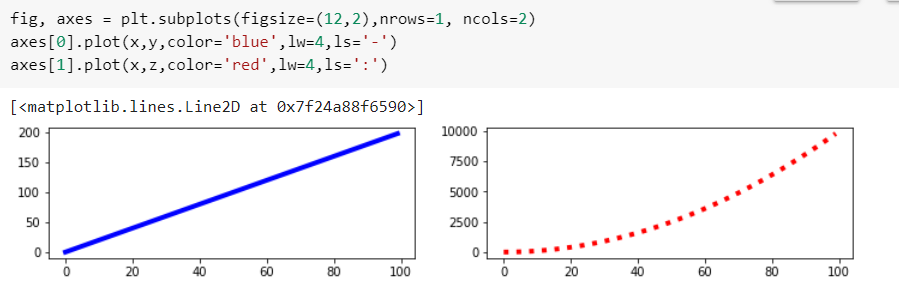 fig, axes = plt.subplots(figsize=(12,2),nrows=1, ncols=2)
axes[0].plot(x,y,color='blue',lw=4,ls='-')
axes[1].plot(x,z,color='red',lw=4,ls=':')
[<matplotlib.lines.Line2D at 0x7f24a88f6590>]
200
150
100
50
0
0 20 40 60 80 100
10000
7500
5000
2500
0
0 20 40 60 80 100